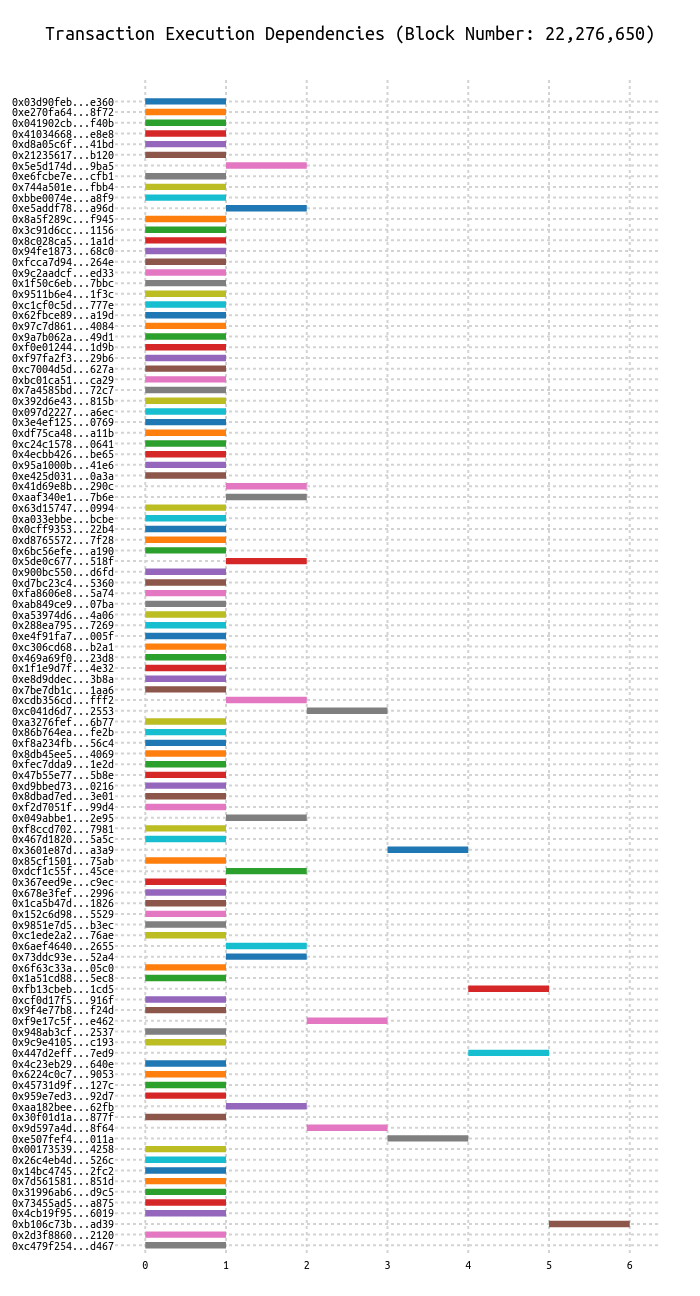 Transaction Execution Dependencies (Block Number: 22,276,650)
0x03d90feb...e360
0xe270fa64...8f72
0x041902cb...f40b
0x41034668...e8e8
0xd8a05c6f...41bd
0x21235617...b120
0x5e5d174d...9ba5
0xe6fcbe7e...cfb1
0x744a501e...fbb4
0xbbe0074e...a8f9
0xe5addf78...a96d
0x8a5f289c...f945
0x3c91d6cc...1156
0x8c028ca5...1a1d
0x94fe1873...68c0
0xfcca7d94...264e
0x9c2aadcf...ed33
0x1f50c6eb...7bbc
0x9511b6e4...1f3c
0xc1cf0c5d...777e
0x62fbce89...a19d
0x97c7d861...4084
0x9a7b062a...49d1
0xf0e01244...1d9b
0xf97fa2f3...29b6
0xc7004d5d...627a
0xbc01ca51...ca29
0x7a4585bd...72c7
0x392d6e43...815b
0x097d2227...a6ec
0x3e4ef125...0769
0xdf75ca48...a11b
0xc24c1578...0641
0x4ecbb426...be65
0x95a1000b...41e6
0xe425d031...0a3a
0x41d69e8b...290c
0xaaf340e1...7b6e
0x63d15747...0994
0xa033ebbe...bcbe
0x0cff9353...22b4
0xd8765572...7f28
0x6bc56efe...a190
0x5de0c677...518f
0x900bc550...d6fd
0xd7bc23c4...5360
0xfa8606e8...5a74
0xab849ce9...07ba
0xa53974d6...4a06
0x288ea795...7269
0xe4f91fa7...005f
0xc306cd68...b2a1
0x469a69f0...23d8
0x1f1e9d7f...4e32
0xe8d9ddec...3b8a
0x7be7db1c...1aa6
0xcdb356cd...fff2
0xc041d6d7...2553
0xa3276fef...6b77
0x86b764ea...fe2b
0xf8a234fb...56c4
0x8db45ee5...4069
0xfec7dda9...1e2d
0x47b55e77...5b8e
0xd9bbed73...0216
0x8dbad7ed...3e01
0xf2d7051f...99d4
0x049abbe1...2e95
0xf8ccd702...7981
0x467d1820...5a5c
0x3601e87d...a3a9
0x85cf1501...75ab
0xdcf1c55f...45ce
0x367eed9e...c9ec
0x678e3fef...2996
0x1ca5b47d...1826
0x152c6d98...5529
0x9851e7d5...b3ec
0xc1ede2a2...76ae
0x6aef4640...2655
0x73ddc93e...52a4
0x6f63c33a...05c0
0x1a51cd88...5ec8
0xfb13cbeb...1cd5
0xcf0d17f5...916f
0x9f4e77b8...f24d
0xf9e17c5f...e462
0x948ab3cf...2537
0x9c9e4105...c193
0x447d2eff...7ed9
0x4c23eb29...640e
0x6224c0c7...9053
0x45731d9f...127c
0x959e7ed3...92d7
0xaa182bee...62fb
0x30f01d1a...877f
0x9d597a4d...8f64
0xe507fef4...011a
0x00173539...4258
0x26c4eb4d...526c
0x14bc4745...2fc2
0x7d561581...851d
0x31996ab6...d9c5
0x73455ad5...a875
0x4cb19f95...6019
0xb106c73b...ad39
0x2d3f8860...2120
0xc479f254...d467
0 1 2 3 4 5 6